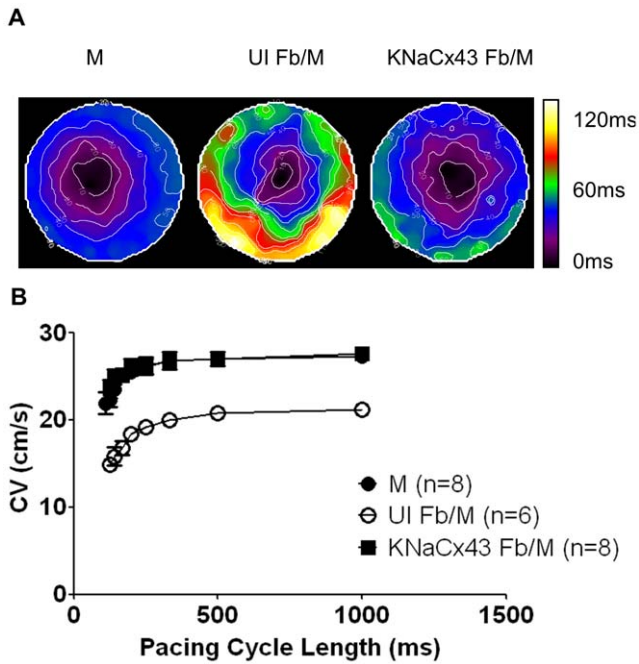 A
M UI Fb/M KNaCx43 Fb/M
120ms
60ms
0ms
B
30
20
10
0
CV (cm/s)
0 500 1000 1500
Pacing Cycle Length (ms)
M (n=8)
UI Fb/M (n=6)
KNaCx43 Fb/M (n=8)